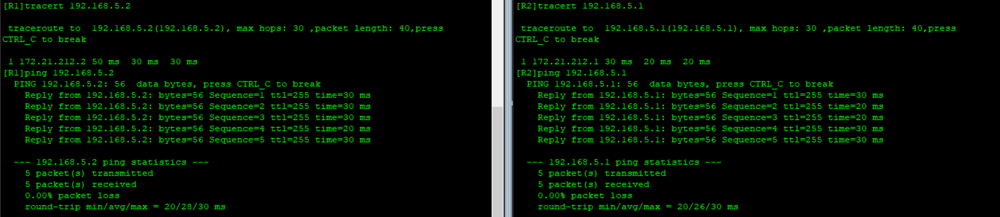 [R1]tracert 192.168.5.2
traceroute to  192.168.5.2(192.168.5.2), max hops: 30 ,packet length: 40,press
CTRL_C to break
1 172.21.212.2 50 ms  30 ms  30 ms
[R1]ping 192.168.5.2
PING 192.168.5.2: 56  data bytes, press CTRL_C to break
Reply from 192.168.5.2: bytes=56 Sequence=1 ttl=255 time=30 ms
Reply from 192.168.5.2: bytes=56 Sequence=2 ttl=255 time=30 ms
Reply from 192.168.5.2: bytes=56 Sequence=3 ttl=255 time=30 ms
Reply from 192.168.5.2: bytes=56 Sequence=4 ttl=255 time=20 ms
Reply from 192.168.5.2: bytes=56 Sequence=5 ttl=255 time=30 ms
--- 192.168.5.2 ping statistics ---
5 packet(s) transmitted
5 packet(s) received
0.00% packet loss
round-trip min/avg/max = 20/28/30 ms
[R2]tracert 192.168.5.1
traceroute to  192.168.5.1(192.168.5.1), max hops: 30 ,packet length: 40,press
CTRL_C to break
1 172.21.212.1 30 ms  20 ms  20 ms
[R2]ping 192.168.5.1
PING 192.168.5.1: 56  data bytes, press CTRL_C to break
Reply from 192.168.5.1: bytes=56 Sequence=1 ttl=255 time=30 ms
Reply from 192.168.5.1: bytes=56 Sequence=2 ttl=255 time=20 ms
Reply from 192.168.5.1: bytes=56 Sequence=3 ttl=255 time=20 ms
Reply from 192.168.5.1: bytes=56 Sequence=4 ttl=255 time=30 ms
Reply from 192.168.5.1: bytes=56 Sequence=5 ttl=255 time=30 ms
--- 192.168.5.1 ping statistics ---
5 packet(s) transmitted
5 packet(s) received
0.00% packet loss
round-trip min/avg/max = 20/26/30 ms